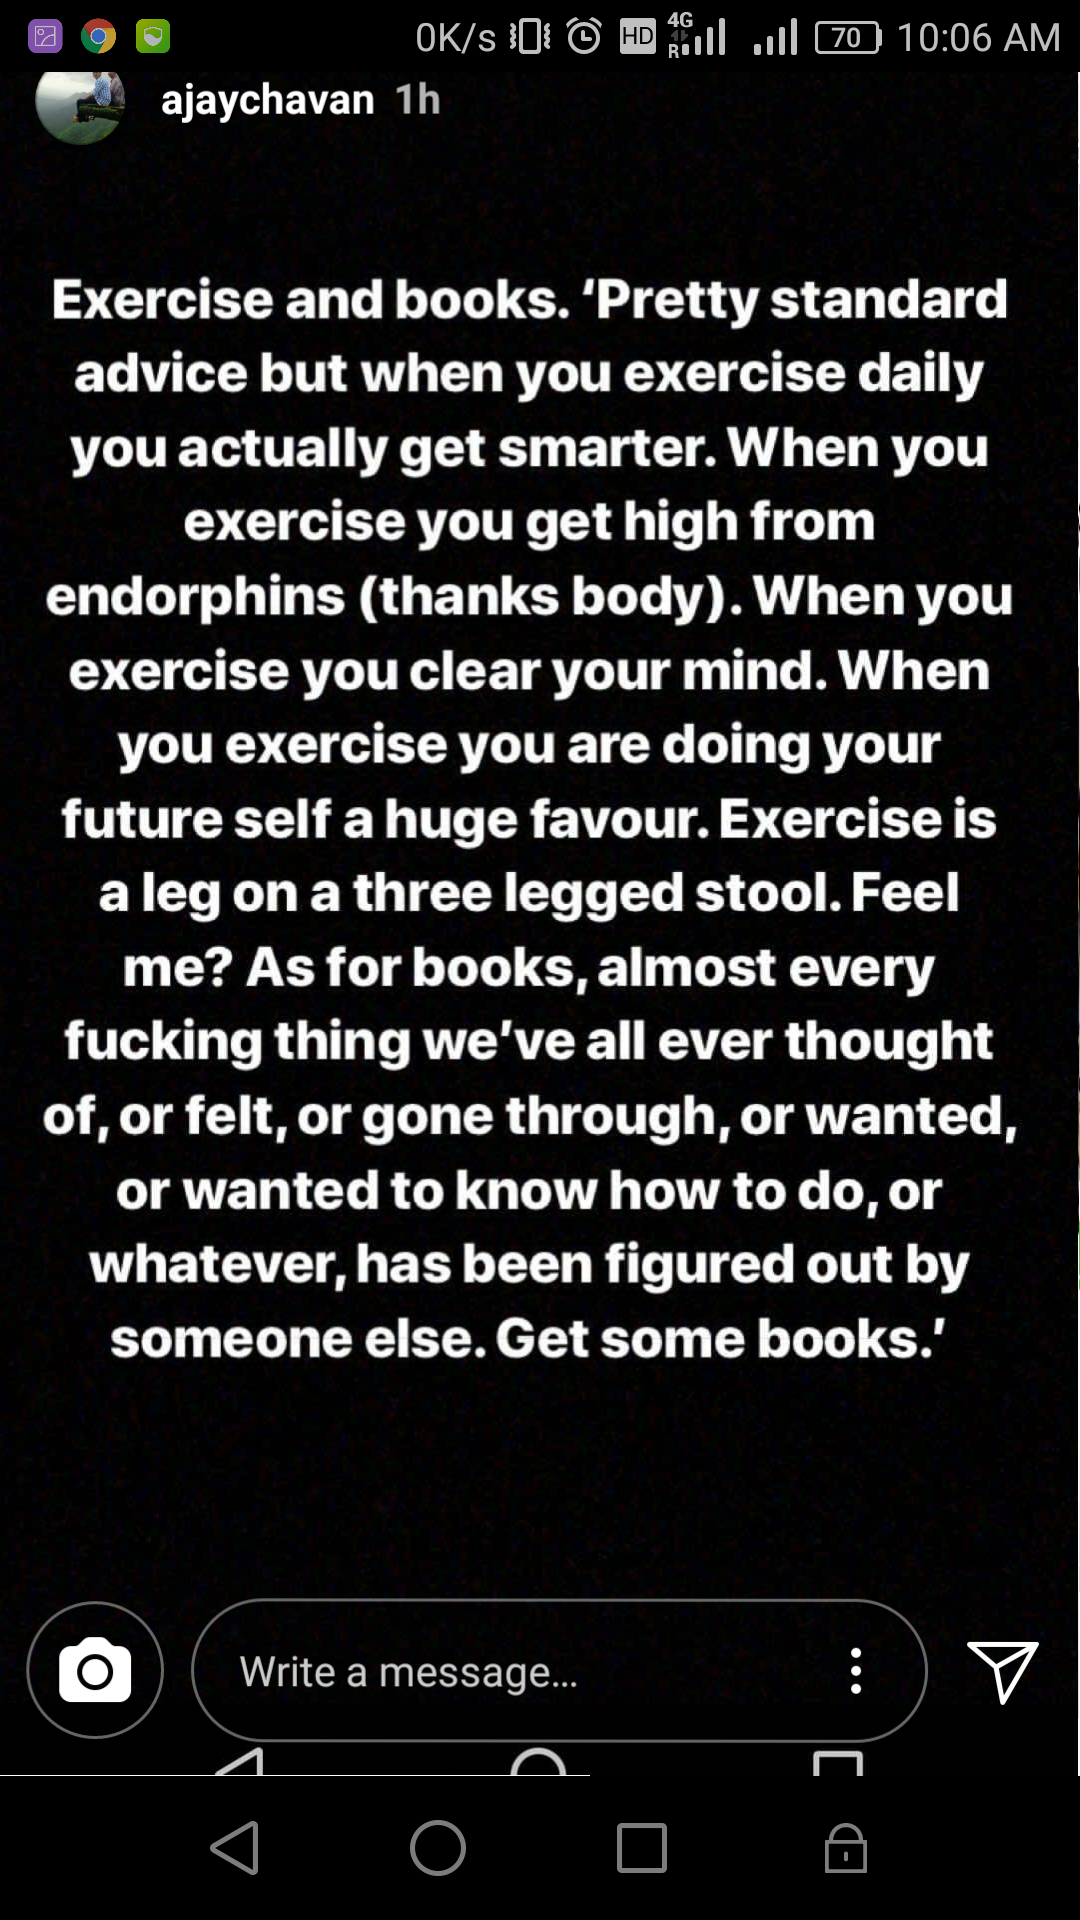 0K/s HD 4G R 70 10:06 AM
ajaychavan 1h
Exercise and books. ‘Pretty standard
advice but when you exercise daily
you actually get smarter. When you
exercise you get high from
endorphins (thanks body). When you
exercise you clear your mind. When
you exercise you are doing your
future self a huge favour. Exercise is
a leg on a three legged stool. Feel
me? As for books, almost every
fucking thing we’ve all ever thought
of, or felt, or gone through, or wanted,
or wanted to know how to do, or
whatever, has been figured out by
someone else. Get some books.’
Write a message...